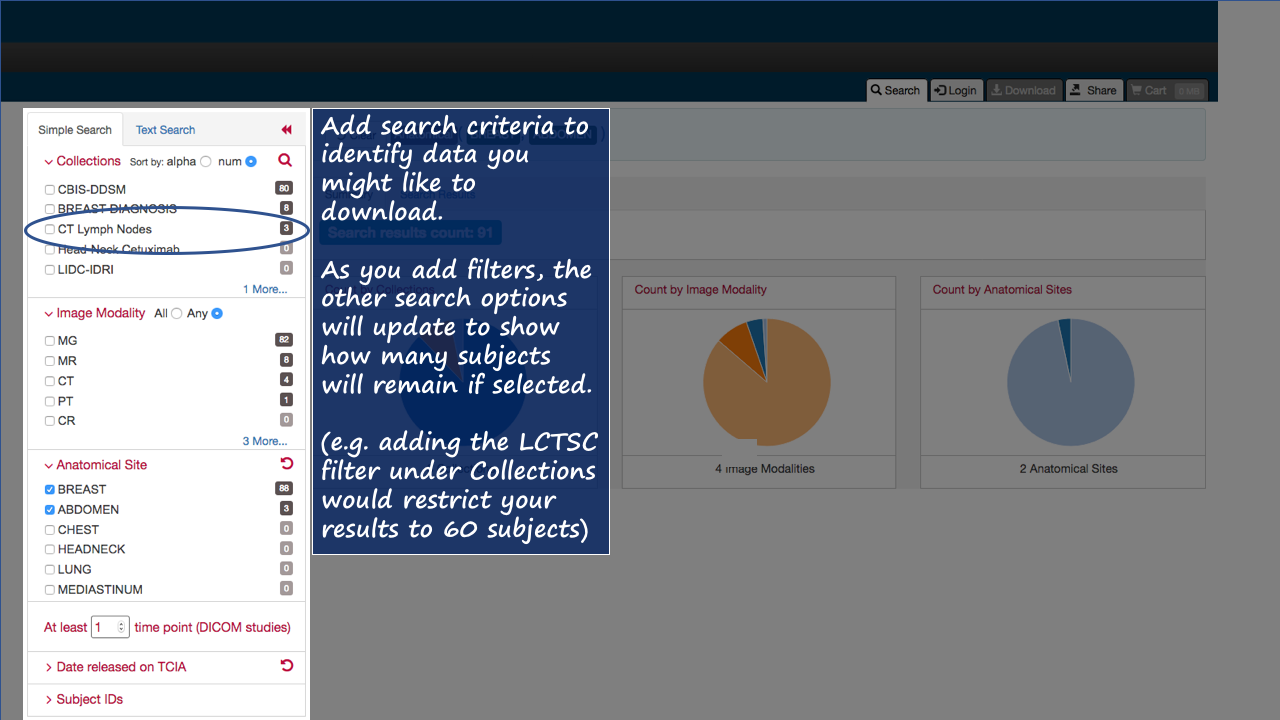 Search
Login
Download
Share
Cart
0 MB
Simple Search
Text Search
Collections Sort by: alpha num
CBIS-DDSM 80
BREAST-DIAGNOSIS 8
CT Lymph Nodes 3
Head-Neck Cetuximab 0
LIDC-IDRI 0
1 More...
Image Modality All Any
MG 82
MR 8
CT 4
PT 1
CR 0
3 More...
Anatomical Site
BREAST 88
ABDOMEN 3
CHEST 0
HEADNECK 0
LUNG 0
MEDIASTINUM 0
At least 1 time point (DICOM studies)
Date released on TCIA
Subject IDs
Add search criteria to
identify data you
might like to
download.
Search results count: 91
As you add filters, the
other search options
will update to show
how many subjects
will remain if selected.
(e.g. adding the LCTSC
filter under Collections
would restrict your
results to 60 subjects)
Count by Image Modality
4 Image Modalities
Count by Anatomical Sites
2 Anatomical Sites